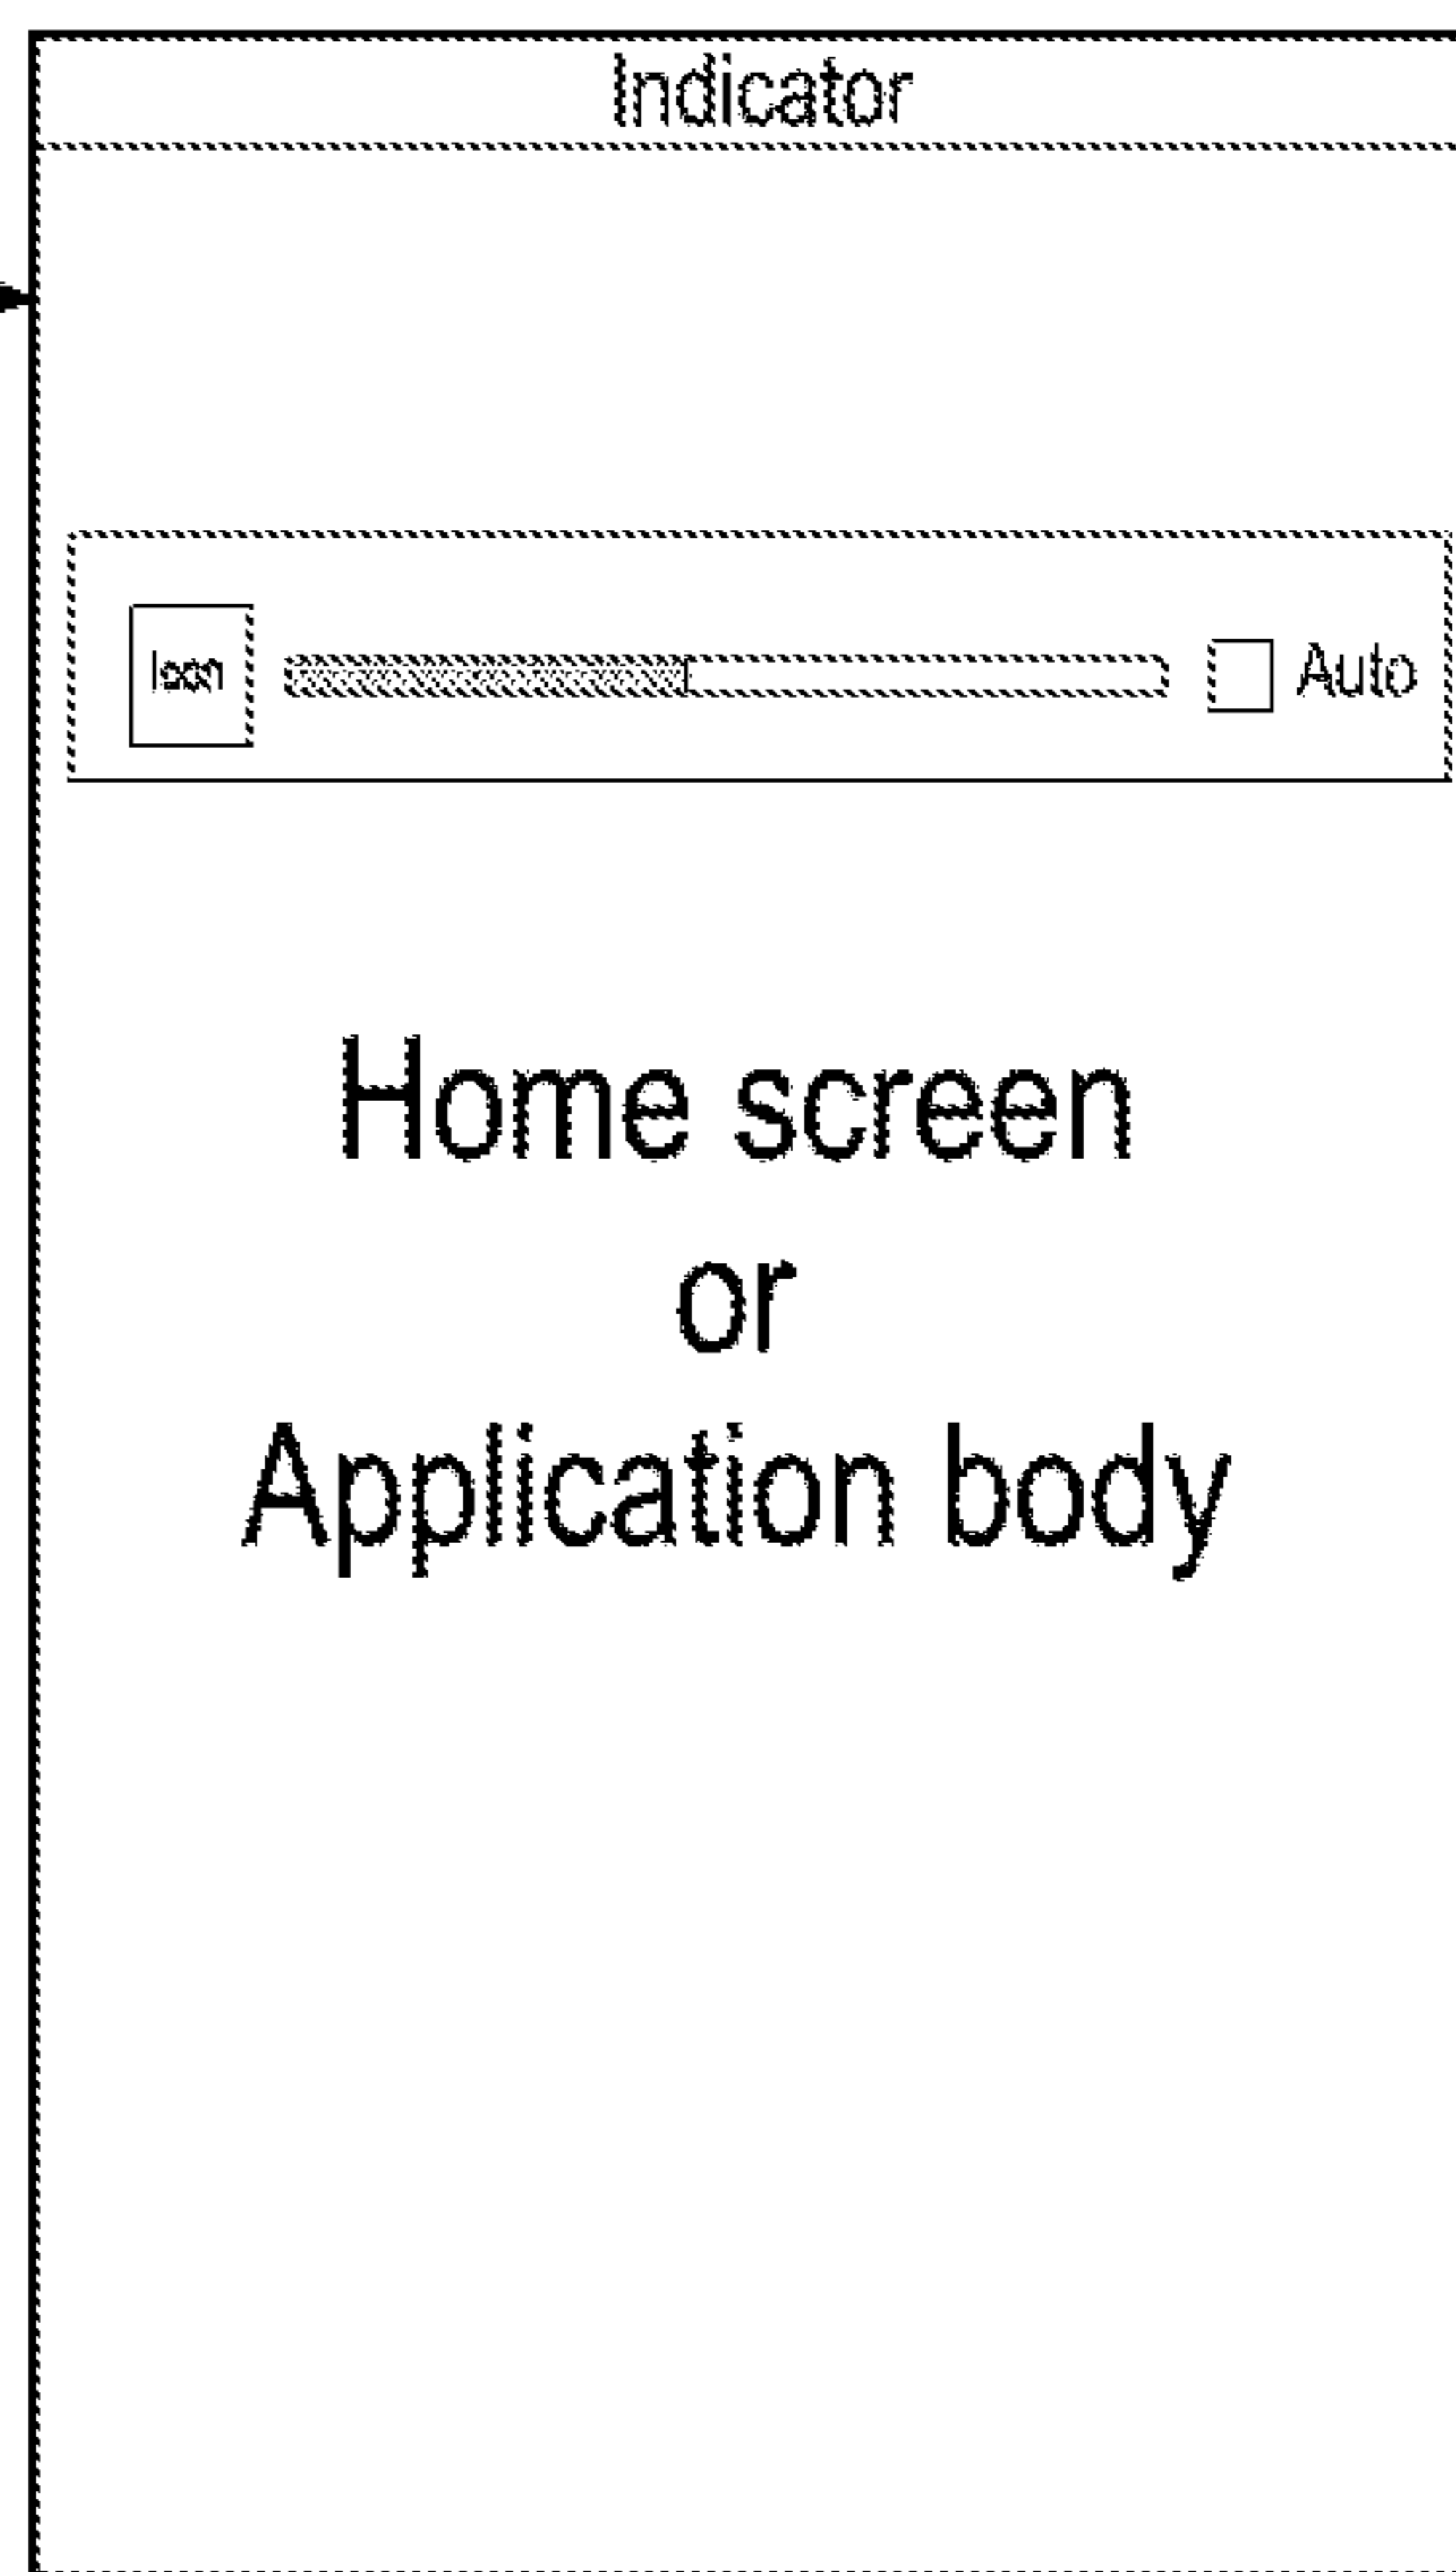 Indicator
Icon
Auto
Home screen
or
Application body